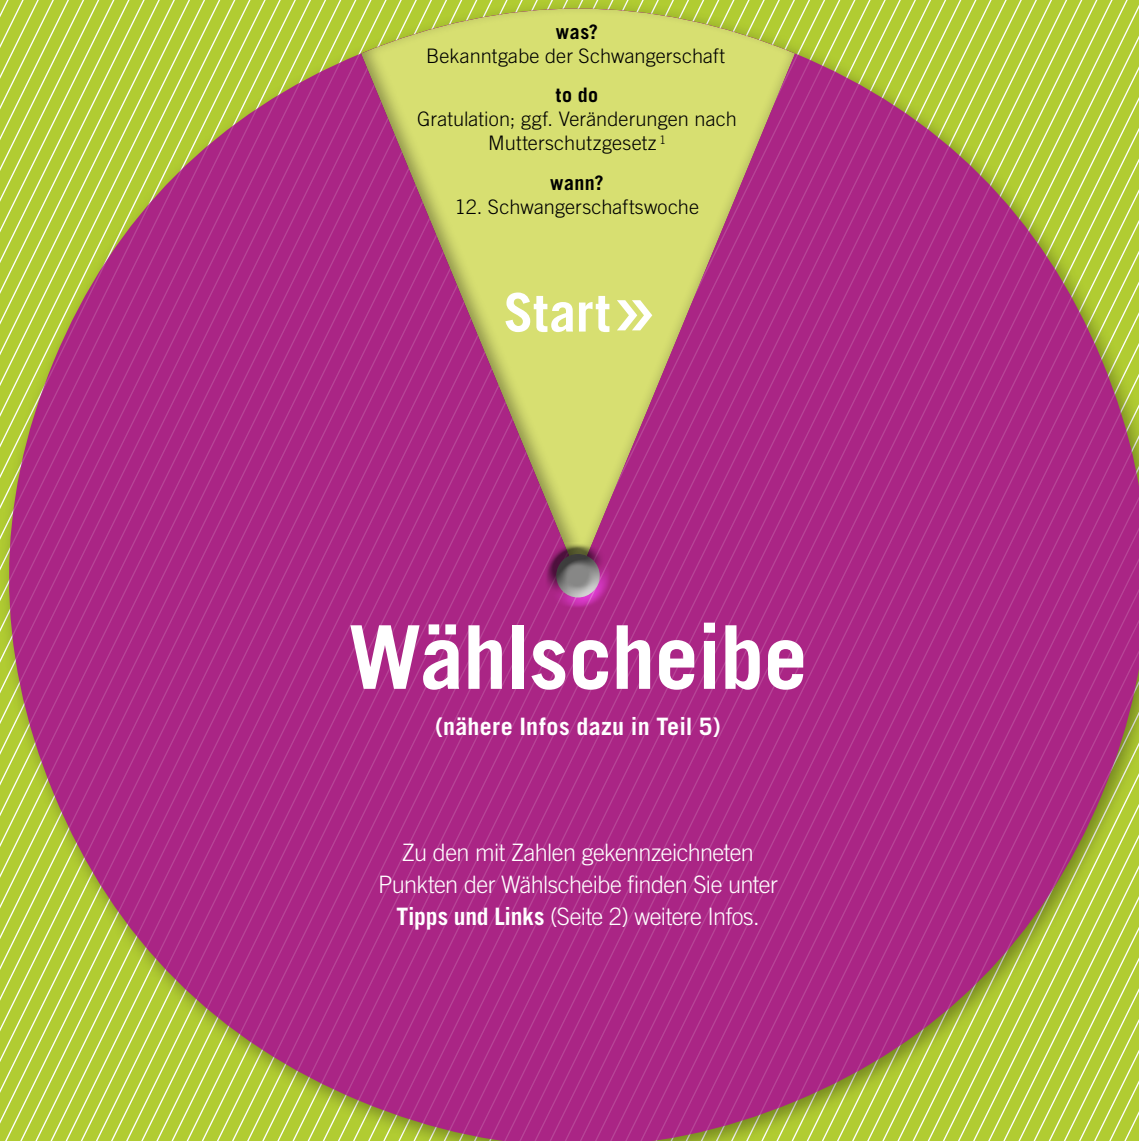 was?
Bekanntgabe der Schwangerschaft
to do
Gratulation; ggf. Veränderungen nach
Mutterschutzgesetz ¹
wann?
12. Schwangerschaftswoche
Start »
Wählscheibe
(nähere Infos dazu in Teil 5)
Zu den mit Zahlen gekennzeichneten
Punkten der Wählscheibe finden Sie unter
Tipps und Links (Seite 2) weitere Infos.